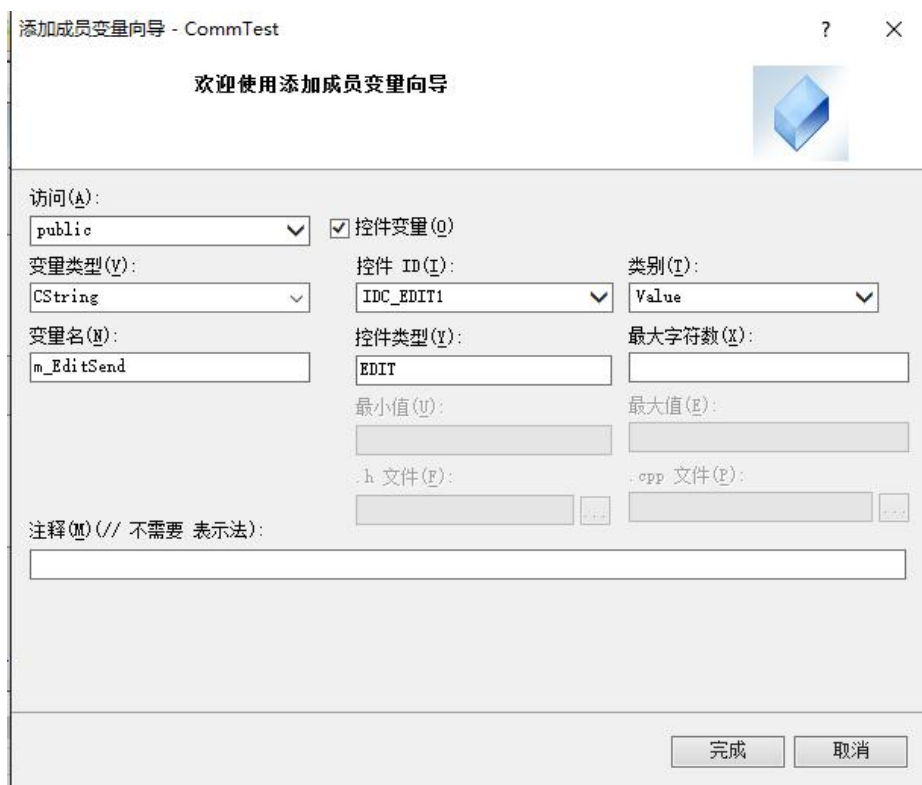 添加成员变量向导 - CommTest
?
欢迎使用添加成员变量向导
访问(A):
public
控件变量(O)
变量类型(V):
控件 ID(I):
类别(T):
CString
IDC_EDIT1
Value
变量名(N):
控件类型(Y):
最大字符数(X):
m_EditSend
EDIT
最小值(U):
最大值(E):
.h 文件(F):
.cpp 文件(P):
...
...
注释(M)(// 不需要 表示法):
完成
取消